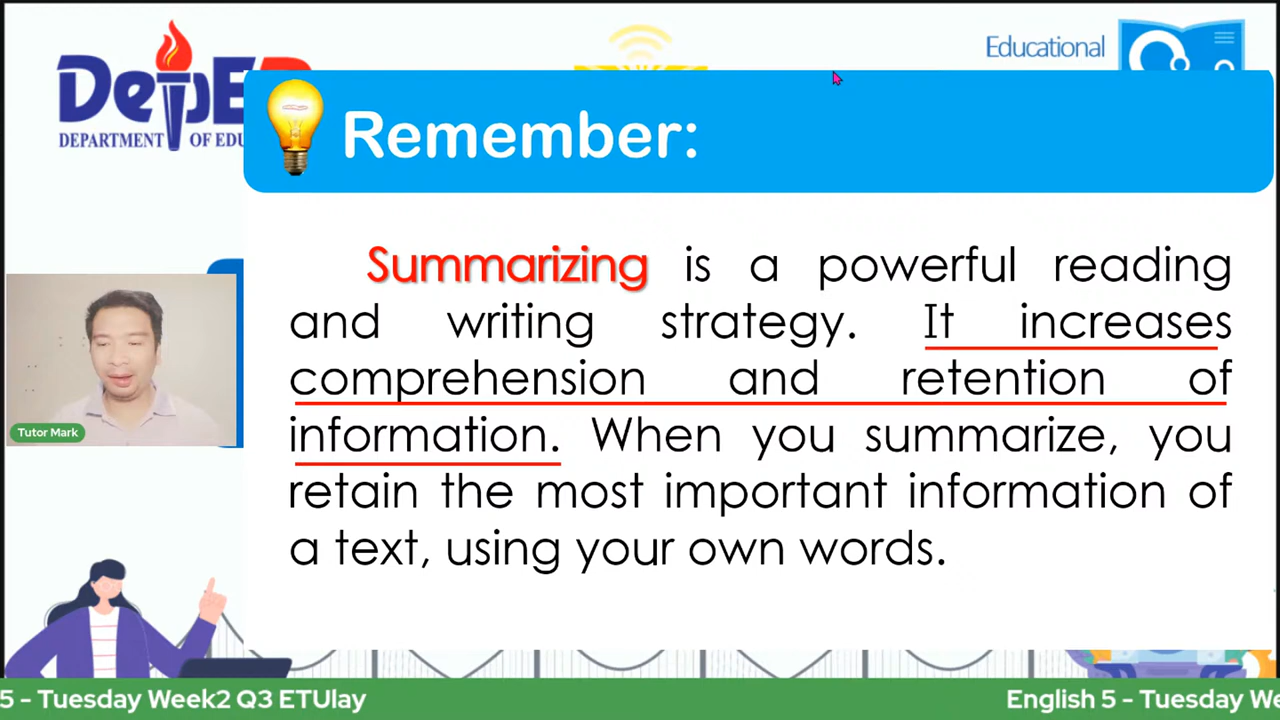 DepE
DEPARTMENT OF EDU
Educational
Remember:
Summarizing is a powerful reading
and writing strategy. It increases
comprehension and retention of
information. When you summarize, you
retain the most important information of
a text, using your own words.
Tutor Mark
5 - Tuesday Week2 Q3 ETUlay
English 5 - Tuesday We